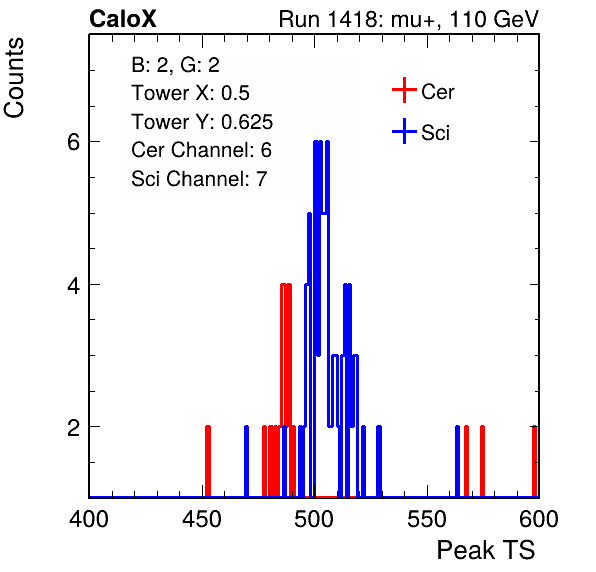 CaloX Run 1418: mu+, 110 GeV
Counts
B: 2, G: 2
Tower X: 0.5
Tower Y: 0.625
Cer Channel: 6
Sci Channel: 7
Cer
Sci
6
4
2
400 450 500 550 600
Peak TS